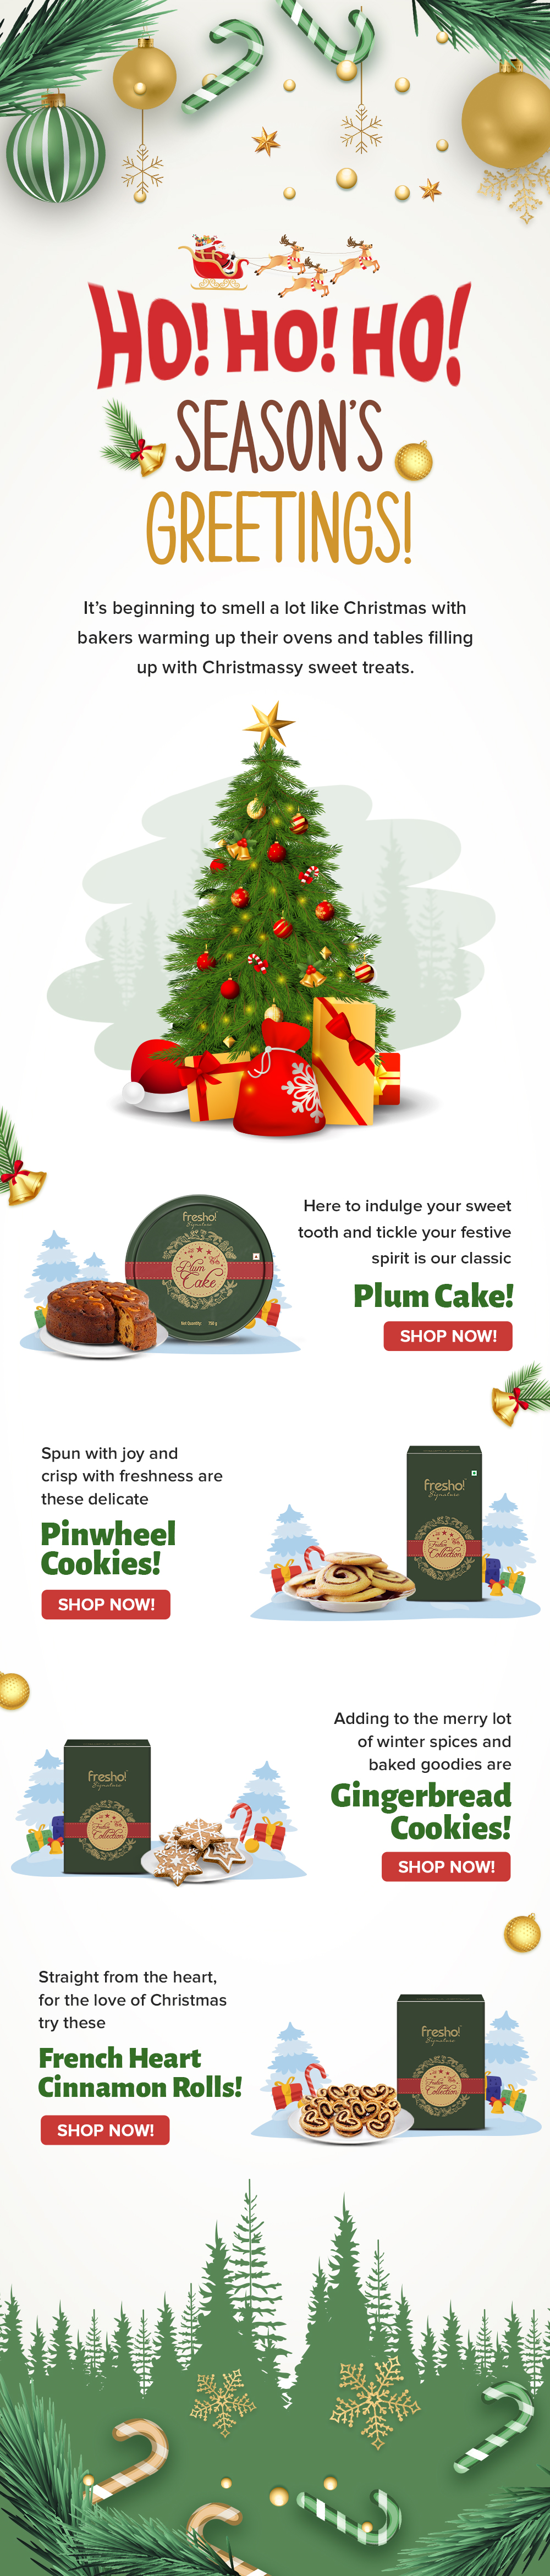 HO! HO! HO!
SEASON'S
GREETINGS!
It's beginning to smell a lot like Christmas with
bakers warming up their ovens and tables filling
up with Christmassy sweet treats.
fresho!
Signature
Plum
Cake
Net Quantity: 750 g
Here to indulge your sweet
tooth and tickle your festive
spirit is our classic
Plum Cake!
SHOP NOW!
Spun with joy and
crisp with freshness are
these delicate
Pinwheel
Cookies!
SHOP NOW!
fresho!
Signature
Festive
Collection
fresho!
Signature
Festive
Collection
Adding to the merry lot
of winter spices and
baked goodies are
Gingerbread
Cookies!
SHOP NOW!
Straight from the heart,
for the love of Christmas
try these
French Heart
Cinnamon Rolls!
SHOP NOW!
fresho!
Signature
Festive
Collection